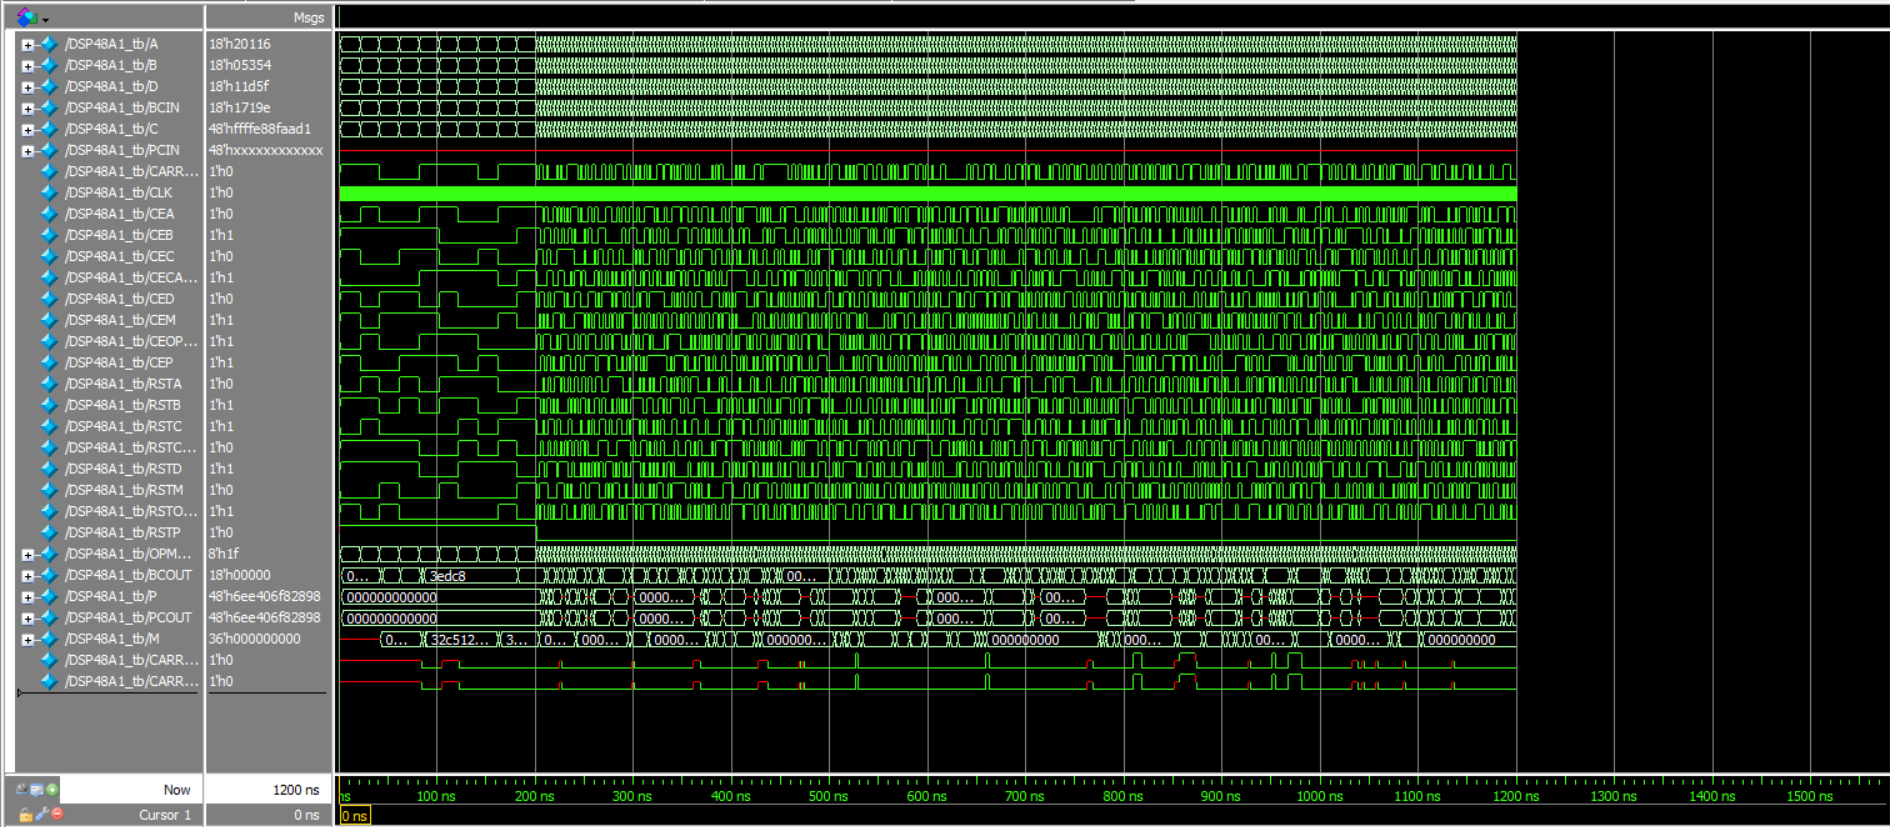 Msgs
/DSP48A1_tb/A 18'h20116
/DSP48A1_tb/B 18'h05354
/DSP48A1_tb/D 18'h11d5f
/DSP48A1_tb/BCIN 18'h1719e
/DSP48A1_tb/C 48'hffffe88faad1
/DSP48A1_tb/PCIN 48'hxxxxxxxxxxxx
/DSP48A1_tb/CARR... 1'h0
/DSP48A1_tb/CLK 1'h0
/DSP48A1_tb/CEA 1'h0
/DSP48A1_tb/CEB 1'h1
/DSP48A1_tb/CEC 1'h0
/DSP48A1_tb/CECA... 1'h1
/DSP48A1_tb/CED 1'h0
/DSP48A1_tb/CEM 1'h1
/DSP48A1_tb/CEOP... 1'h1
/DSP48A1_tb/CEP 1'h1
/DSP48A1_tb/RSTA 1'h0
/DSP48A1_tb/RSTB 1'h1
/DSP48A1_tb/RSTC 1'h1
/DSP48A1_tb/RSTC... 1'h0
/DSP48A1_tb/RSTD 1'h1
/DSP48A1_tb/RSTM 1'h0
/DSP48A1_tb/RSTO... 1'h1
/DSP48A1_tb/RSTP 1'h0
/DSP48A1_tb/OPM... 8'h1f
/DSP48A1_tb/BCOUT 18'h00000 0... 3edc8 00...
/DSP48A1_tb/P 48'h6ee406f82898 000000000000 0000... 000... 00...
/DSP48A1_tb/PCOUT 48'h6ee406f82898 000000000000 0000... 000... 00...
/DSP48A1_tb/M 36'h000000000 0... 32c512... 3... 0... 000... 0000... 000000... 000000000 000... 00... 0000... 000000000
/DSP48A1_tb/CARR... 1'h0
/DSP48A1_tb/CARR... 1'h0
Now 1200 ns
ns 100 ns 200 ns 300 ns 400 ns 500 ns 600 ns 700 ns 800 ns 900 ns 1000 ns 1100 ns 1200 ns 1300 ns 1400 ns 1500 ns
Cursor 1 0 ns 0 ns